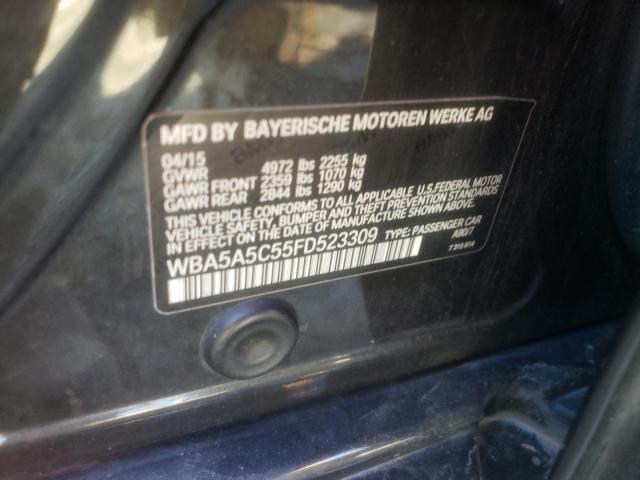 MFD BY BAYERISCHE MOTOREN WERKE AG
04/15
GVWR 4972 lbs 2255 kg
GAWR FRONT 2359 lbs 1070 kg
GAWR REAR 2844 lbs 1290 kg
THIS VEHICLE CONFORMS TO ALL APPLICABLE U.S.FEDERAL MOTOR
VEHICLE SAFETY, BUMPER, AND THEFT PREVENTION STANDARDS
IN EFFECT ON THE DATE OF MANUFACTURE SHOWN ABOVE.
WBA5A5C55FD523309 TYPE: PASSENGER CAR
A90/7